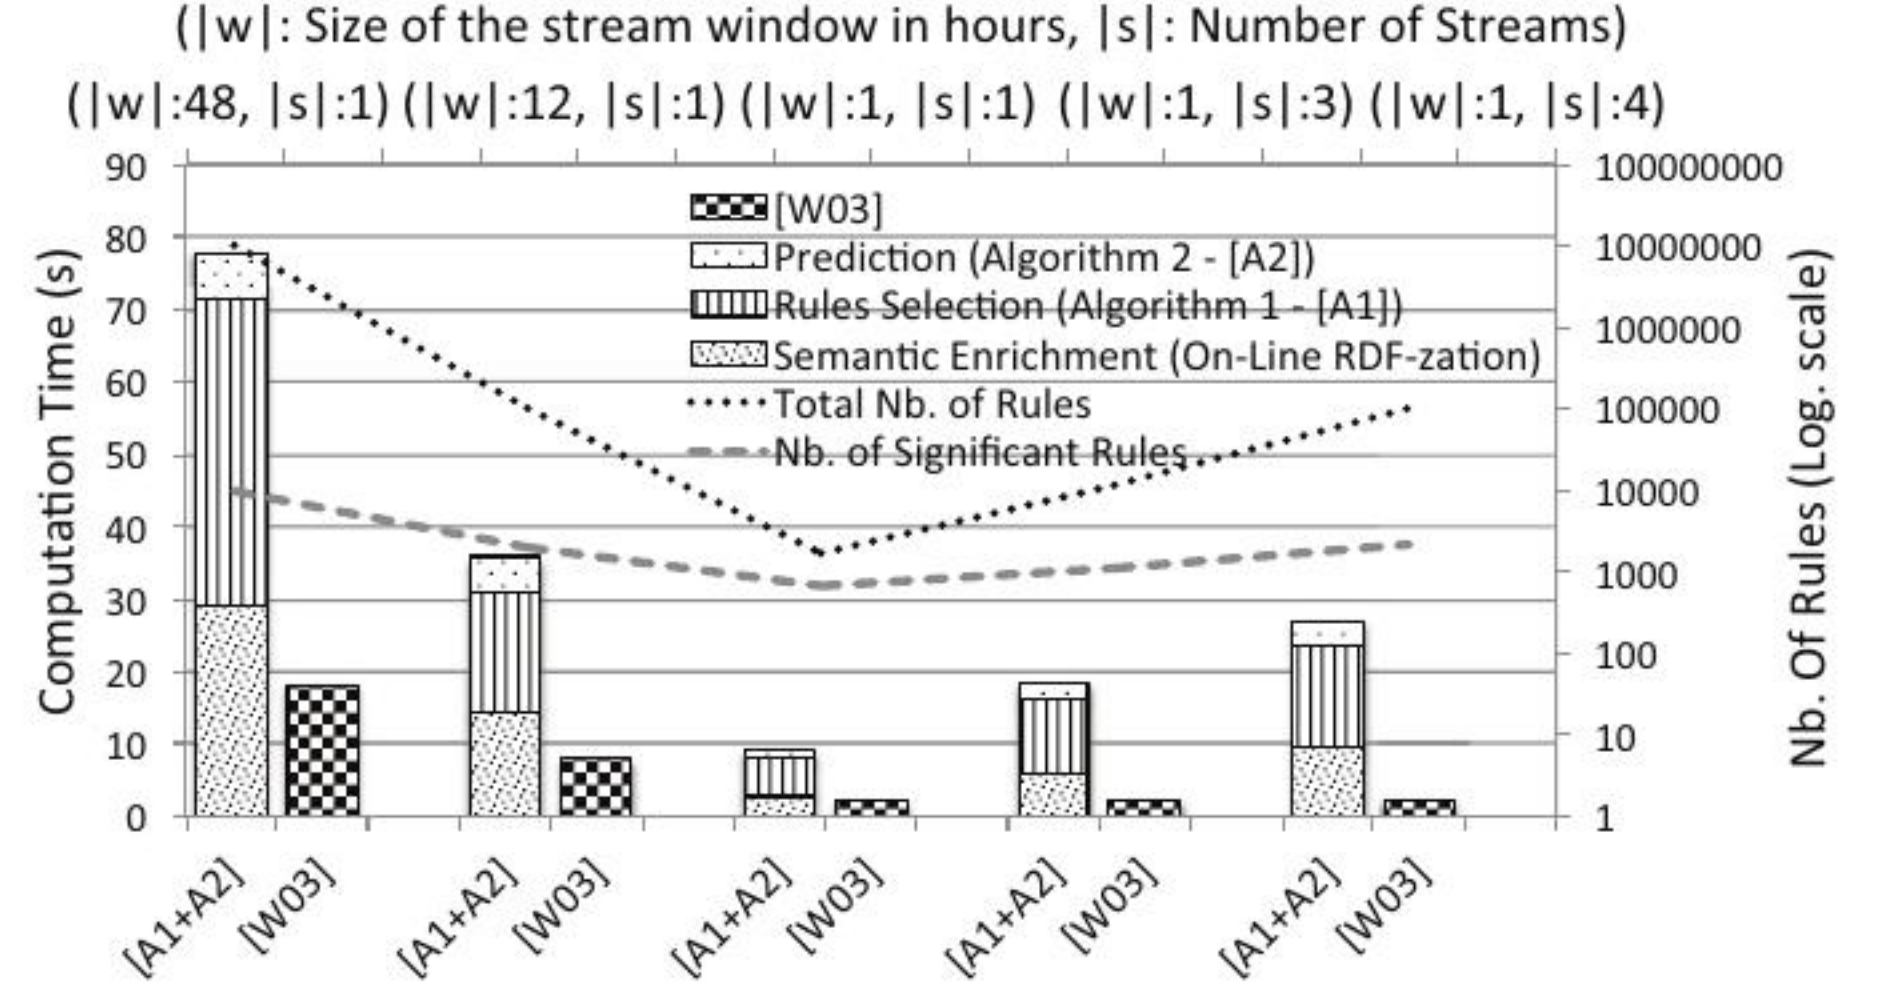 (|w|: Size of the stream window in hours, |s|: Number of Streams)
(|w|:48, |s|:1) (|w|:12, |s|:1) (|w|:1, |s|:1) (|w|:1, |s|:3) (|w|:1, |s|:4)
Computation Time (s)
90
80
70
60
50
40
30
20
10
0
[W03]
Prediction (Algorithm 2 - [A2])
Rules Selection (Algorithm 1 - [A1])
Semantic Enrichment (On-Line RDF-zation)
Total Nb. of Rules
Nb. of Significant Rules
100000000
10000000
1000000
100000
10000
1000
100
10
1
Nb. Of Rules (Log. scale)
[A1+A2] [W03] [A1+A2] [W03] [A1+A2] [W03] [A1+A2] [W03] [A1+A2] [W03]